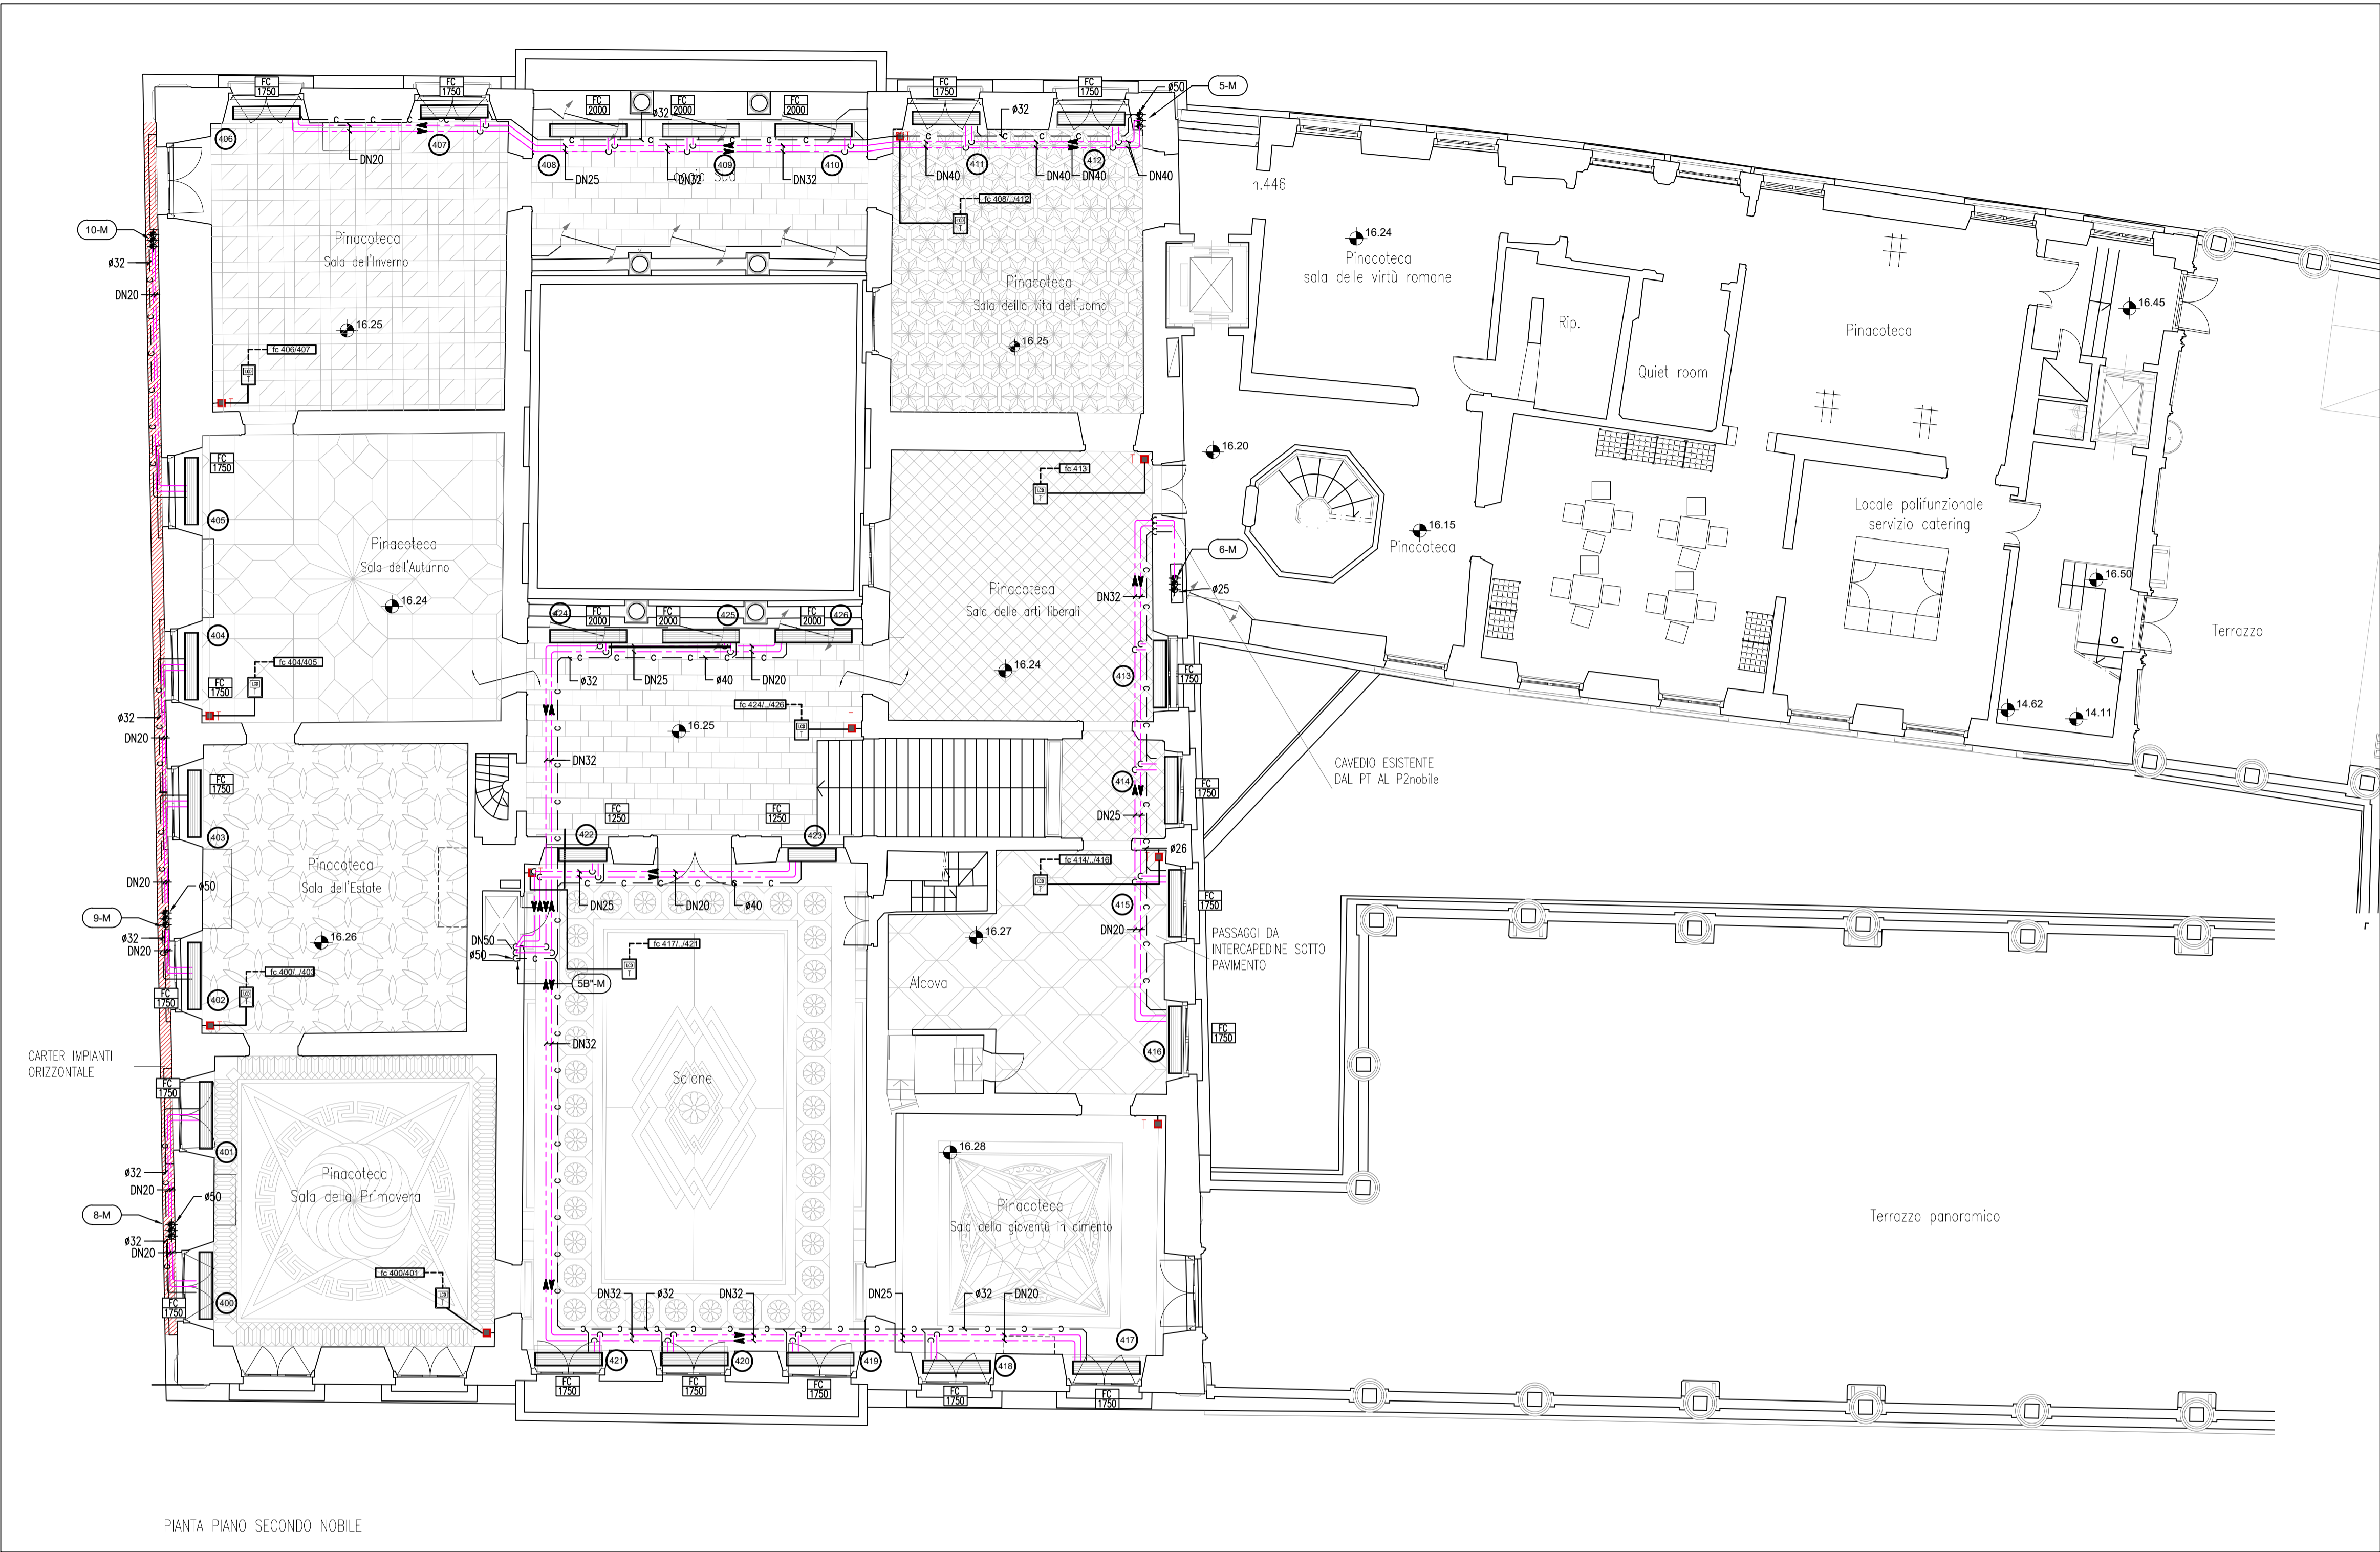 FC
1750
FC
1750
FC
2000
FC
2000
FC
2000
FC
1750
FC
1750
ø50
5-M
ø32
ø32
406
407
408
409
410
411
412
DN20
DN25
DN32
DN32
DN40
DN40
DN40
DN40
h.446
fc 408/../412
LCD
T
10-M
ø32
DN20
Pinacoteca
Sala dell'Inverno
16.25
fc 406/407
LCD
T
T
Pinacoteca
Sala della vita dell'uomo
16.25
16.24
Pinacoteca
sala delle virtù romane
Rip.
Quiet room
Pinacoteca
16.45
FC
1750
405
Pinacoteca
Sala dell'Autunno
16.24
404
FC
1750
fc 404/405
LCD
T
T
T
fc 413
LCD
T
16.20
16.15
Pinacoteca
Locale polifunzionale
servizio catering
16.50
Terrazzo
14.62
14.11
6-M
ø25
DN32
Pinacoteca
Sala delle arti liberali
16.24
413
FC
1750
424
FC
2000
FC
2000
425
FC
2000
426
ø32
DN25
ø40
DN20
fc 424/../426
LCD
T
T
16.25
DN32
ø32
DN20
CAVEDIO ESISTENTE
DAL PT AL P2nobile
414
FC
1750
DN25
FC
1750
403
FC
1250
FC
1250
422
423
ø26
fc 414/../416
LCD
T
Pinacoteca
Sala dell'Estate
16.26
DN20
ø50
9-M
ø32
DN20
DN25
DN20
ø40
415
FC
1750
DN20
PASSAGGI DA
INTERCAPEDINE SOTTO
PAVIMENTO
16.27
Alcova
DN50
ø50
5B"-M
fc 417/../421
LCD
T
fc 400/../403
LCD
T
T
402
FC
1750
DN32
416
FC
1750
CARTER IMPIANTI
ORIZZONTALE
FC
1750
401
Salone
T
16.28
Pinacoteca
Sala della Primavera
ø32
DN20
ø50
8-M
ø32
DN20
Pinacoteca
Sala della gioventù in cimento
Terrazzo panoramico
fc 400/401
LCD
T
400
FC
1750
DN32
ø32
DN32
DN25
ø32
DN20
421
420
419
418
417
FC
1750
FC
1750
FC
1750
FC
1750
FC
1750
PIANTA PIANO SECONDO NOBILE